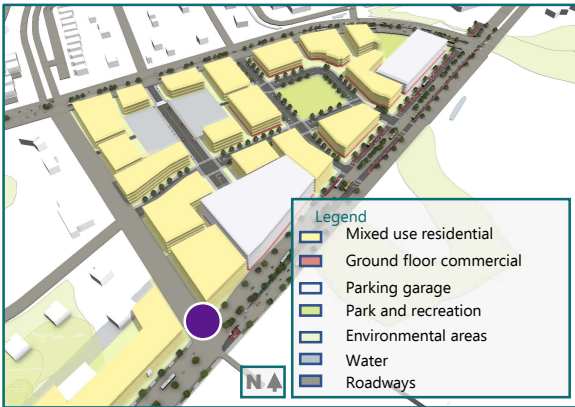 Legend
Mixed use residential
Ground floor commercial
Parking garage
Park and recreation
Environmental areas
Water
Roadways
N